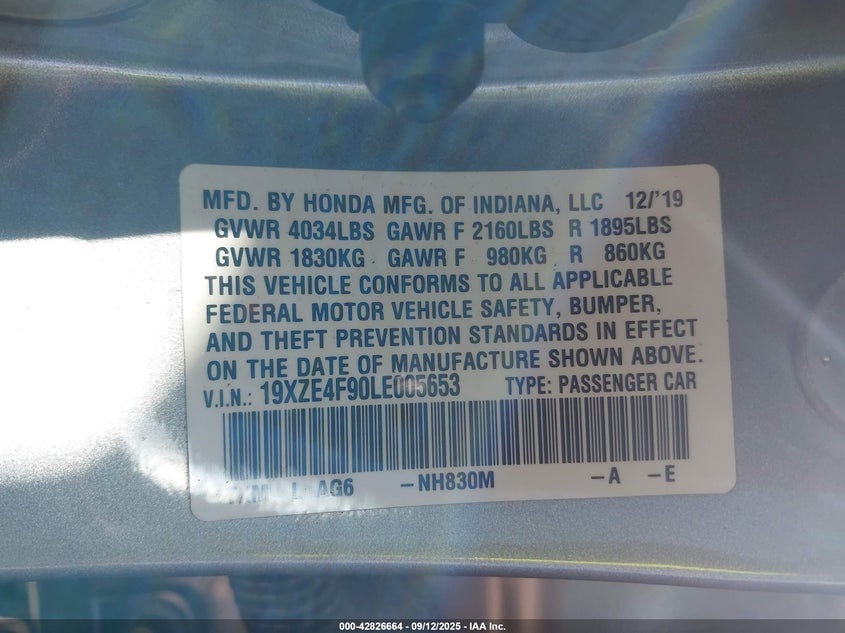 MFD. BY HONDA MFG. OF INDIANA, LLC 12/'19
GVWR 4034LBS GAWR F 2160LBS R 1895LBS
GVWR 1830KG GAWR F 980KG R 860KG
THIS VEHICLE CONFORMS TO ALL APPLICABLE
FEDERAL MOTOR VEHICLE SAFETY, BUMPER,
AND THEFT PREVENTION STANDARDS IN EFFECT
ON THE DATE OF MANUFACTURE SHOWN ABOVE.
V.I.N.: 19XZE4F90LE005653 TYPE: PASSENGER CAR
L AG6 -NH830M -A -E
000-42826664 - 09/12/2025 - IAA Inc.